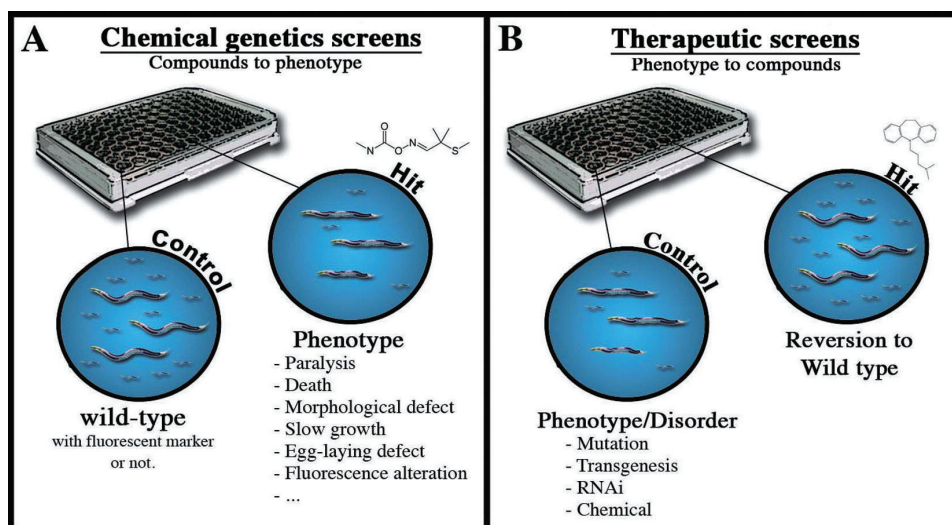 A
Chemical genetics screens
Compounds to phenotype
O
N
H
O
N
S
Hit
Control
wild-type
with fluorescent marker
or not.
Phenotype
- Paralysis
- Death
- Morphological defect
- Slow growth
- Egg-laying defect
- Fluorescence alteration
- ...
B
Therapeutic screens
Phenotype to compounds
N
Hit
Control
Phenotype/Disorder
- Mutation
- Transgenesis
- RNAi
- Chemical
Reversion to
Wild type